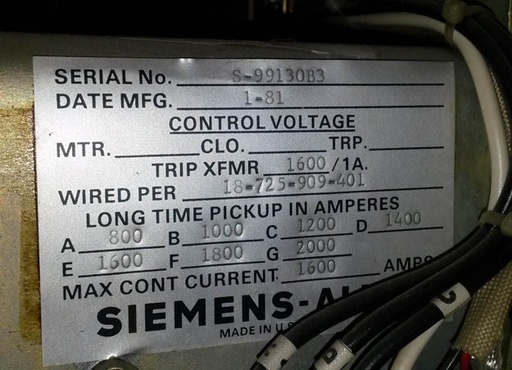 SERIAL No. S-99130B3
DATE MFG. 1-81
CONTROL VOLTAGE
MTR. CLO. TRP.
TRIP XFMR 1600 /1A.
WIRED PER 18-725-909-401
LONG TIME PICKUP IN AMPERES
A 800 B 1000 C 1200 D 1400
E 1600 F 1800 G 2000
MAX CONT CURRENT 1600 AMPS
SIEMENS-
MADE IN U.S.